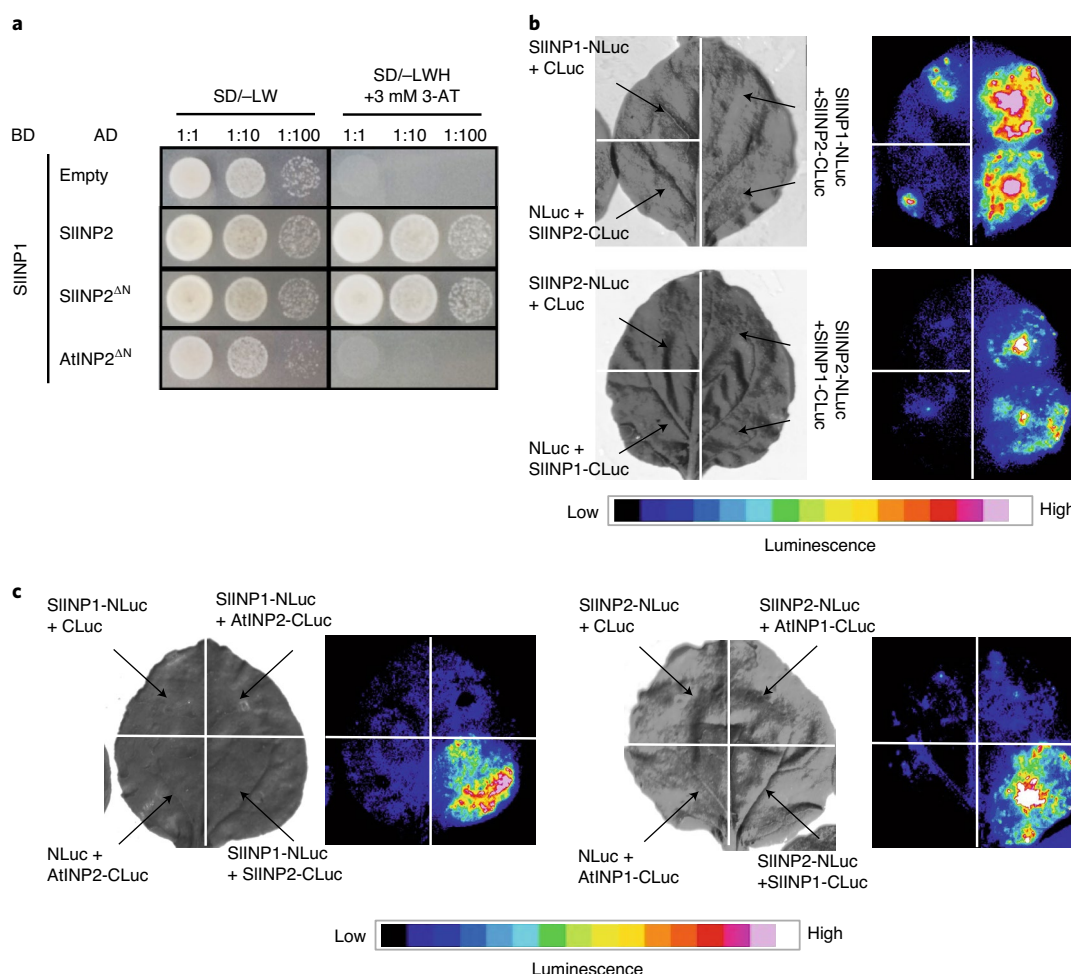 a
SD/–LW
SD/–LWH
+3 mM 3-AT
BD
AD
1:1
1:10
1:100
1:1
1:10
1:100
SlINP1
Empty
SlINP2
SlINP2ΔN
AtINP2ΔN
b
SlINP1-NLuc
+ CLuc
NLuc +
SlINP2-CLuc
SlINP1-NLuc
+SlINP2-CLuc
SlINP2-NLuc
+ CLuc
NLuc +
SlINP1-CLuc
SlINP2-NLuc
+SlINP1-CLuc
Low
High
Luminescence
c
SlINP1-NLuc
+ CLuc
SlINP1-NLuc
+ AtINP2-CLuc
NLuc +
AtINP2-CLuc
SlINP1-NLuc
+ SlINP2-CLuc
SlINP2-NLuc
+ CLuc
SlINP2-NLuc
+ AtINP1-CLuc
NLuc +
AtINP1-CLuc
SlINP2-NLuc
+SlINP1-CLuc
Low
High
Luminescence